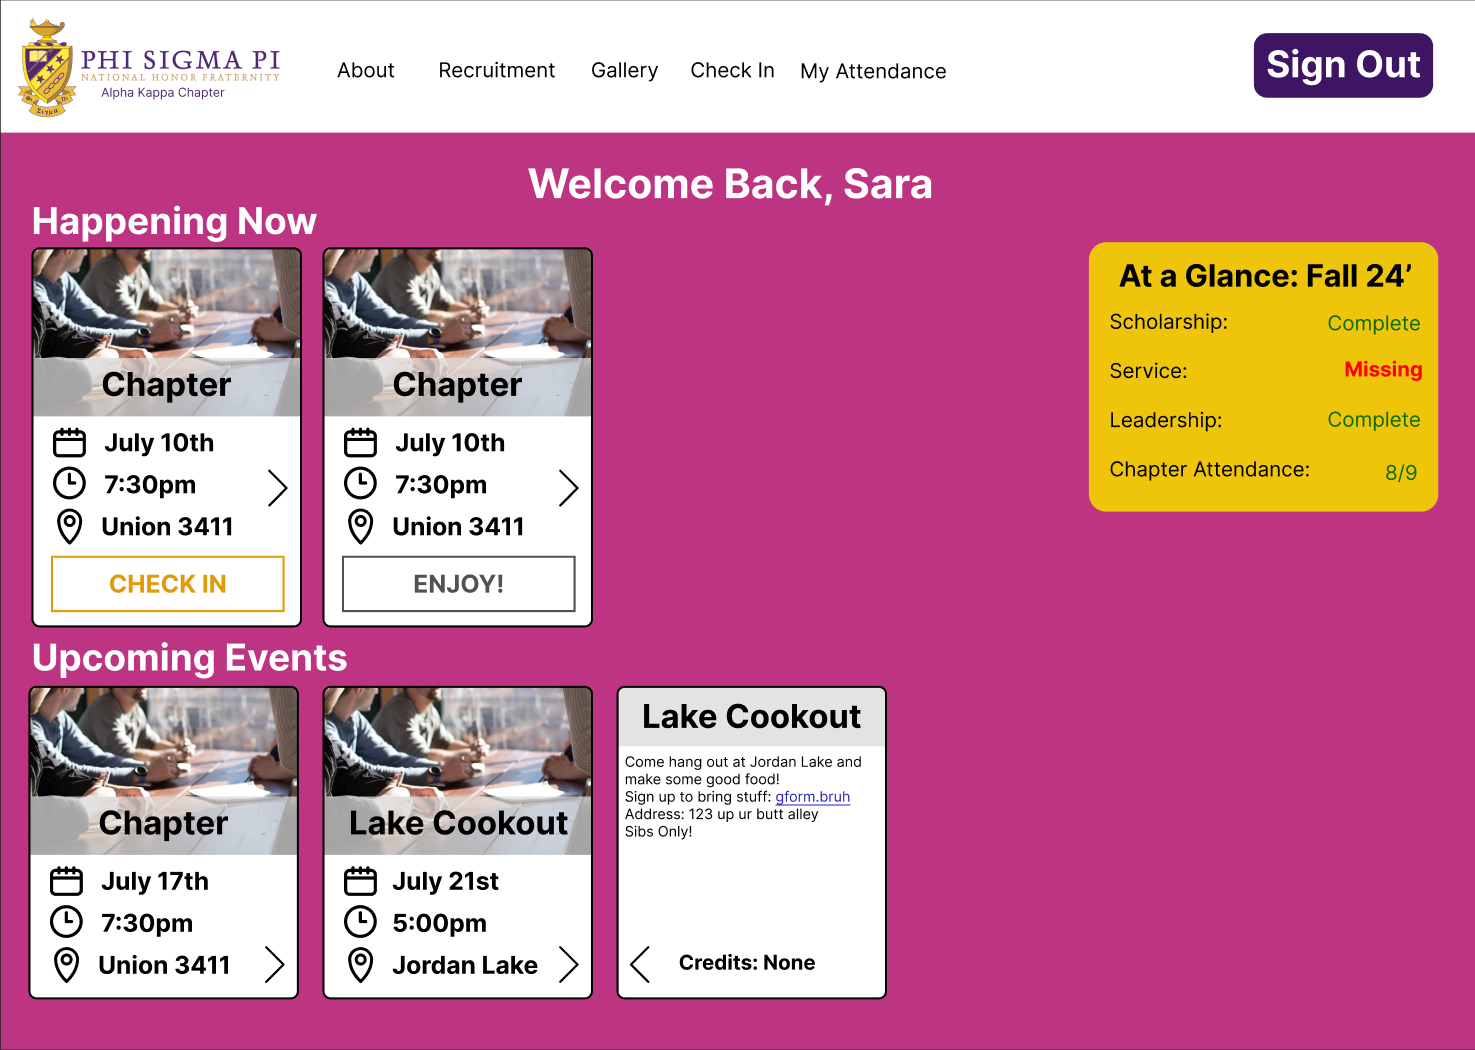 PHI SIGMA PI
NATIONAL HONOR FRATERNITY
Alpha Kappa Chapter
About
Recruitment
Gallery
Check In
My Attendance
Sign Out
Welcome Back, Sara
Happening Now
Chapter
July 10th
7:30pm
Union 3411
CHECK IN
Chapter
July 10th
7:30pm
Union 3411
ENJOY!
At a Glance: Fall 24’
Scholarship: Complete
Service: Missing
Leadership: Complete
Chapter Attendance: 8/9
Upcoming Events
Chapter
July 17th
7:30pm
Union 3411
Lake Cookout
July 21st
5:00pm
Jordan Lake
Lake Cookout
Come hang out at Jordan Lake and
make some good food!
Sign up to bring stuff: gform.bruh
Address: 123 up ur butt alley
Sibs Only!
Credits: None